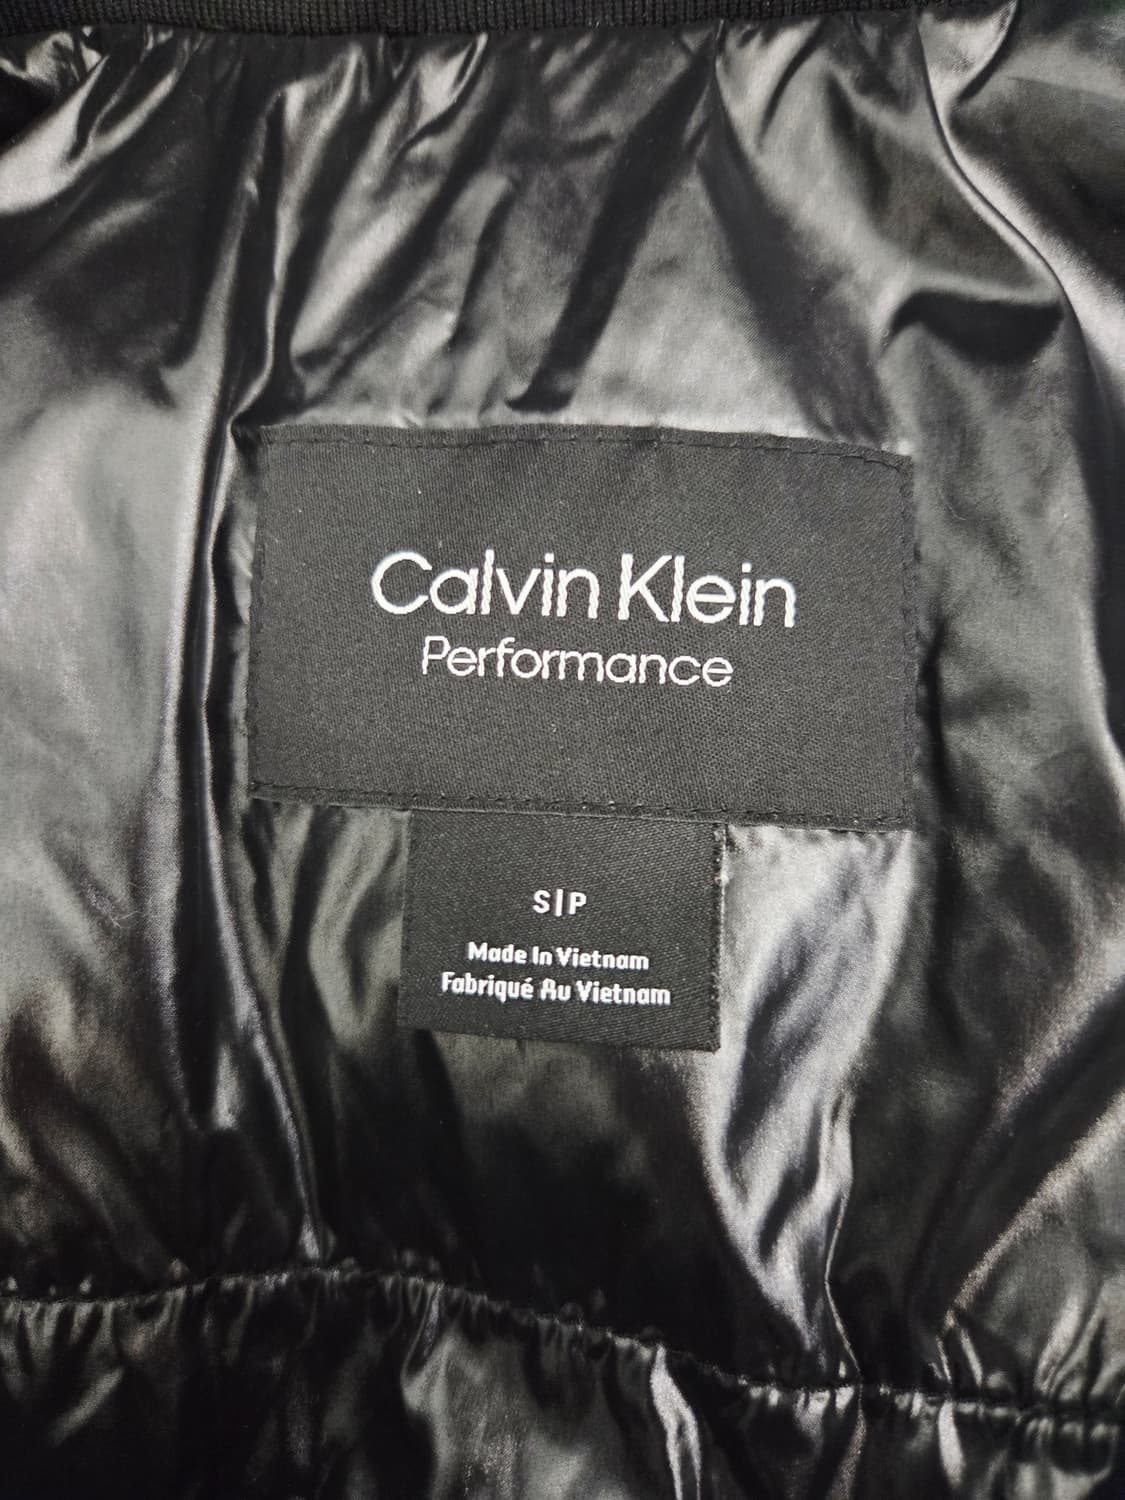 Calvin Klein
Performance
S|P
Made In Vietnam
Fabriqué Au Vietnam